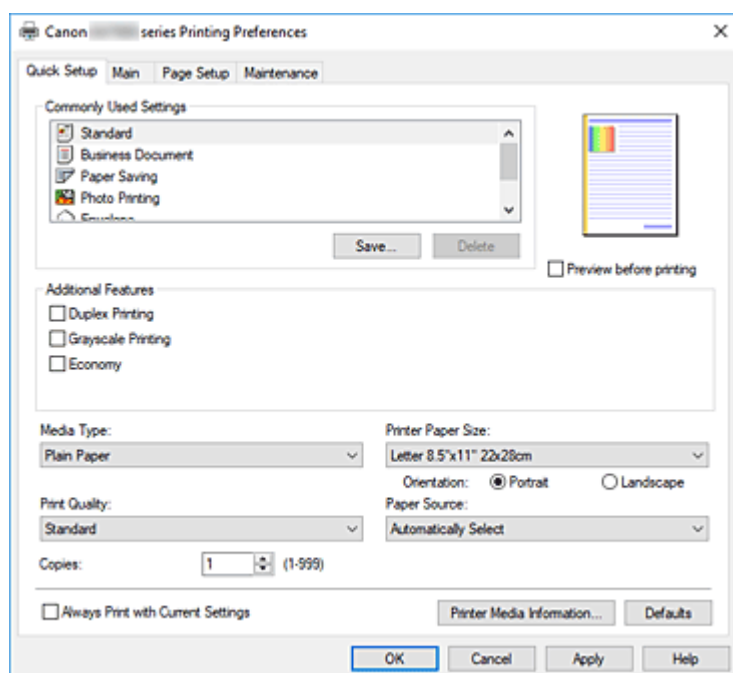 Canon series Printing Preferences
Quick Setup Main Page Setup Maintenance
Commonly Used Settings
Standard
Business Document
Paper Saving
Photo Printing
Save... Delete
Preview before printing
Additional Features
Duplex Printing
Grayscale Printing
Economy
Media Type: Printer Paper Size:
Plain Paper Letter 8.5"x11" 22x28cm
Orientation: Portrait Landscape
Print Quality: Paper Source:
Standard Automatically Select
Copies: 1 (1-999)
Always Print with Current Settings Printer Media Information... Defaults
OK Cancel Apply Help